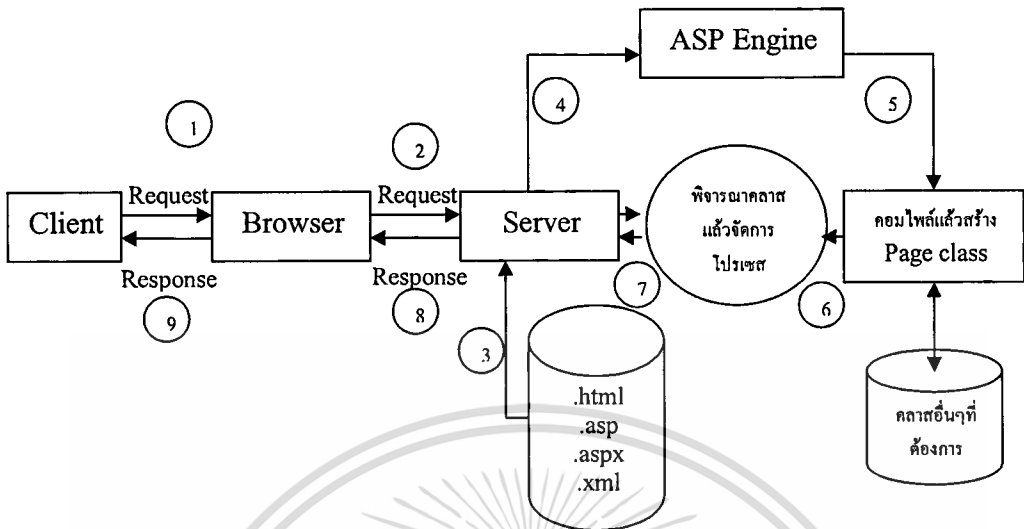 ASP Engine
4
5
1
2
Request
Request
Client
Browser
Server
พิจารณาคลาส
แล้วจัดการ
โปรเซส
คอมไพล์แล้วสร้าง
Page class
Response
Response
7
6
9
8
3
.html
.asp
.aspx
.xml
คลาสอื่นๆที่
ต้องการ